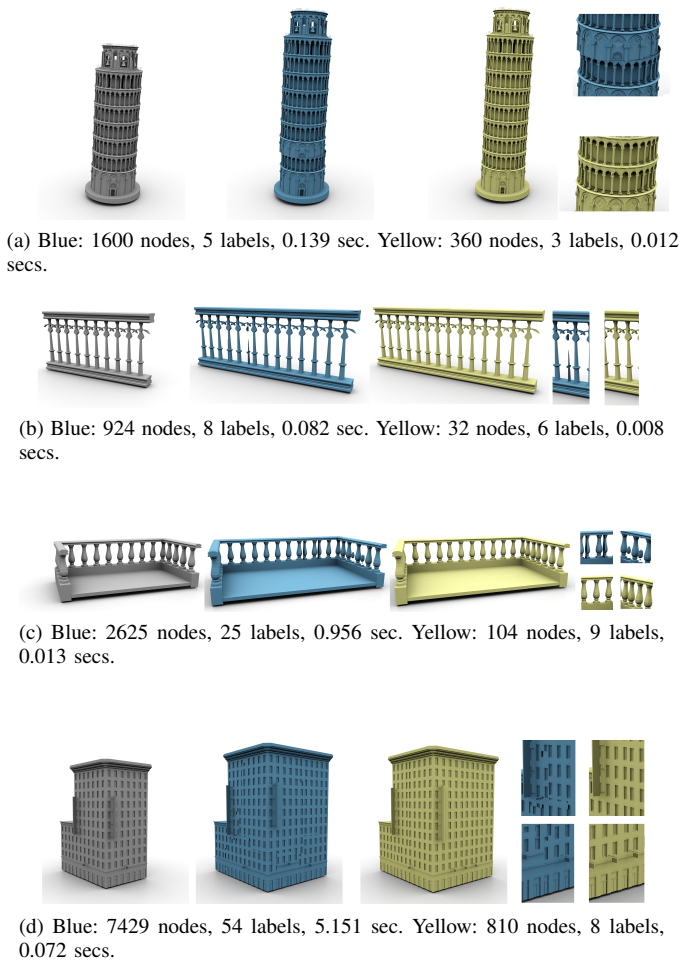 (a) Blue: 1600 nodes, 5 labels, 0.139 sec. Yellow: 360 nodes, 3 labels, 0.012
secs.
(b) Blue: 924 nodes, 8 labels, 0.082 sec. Yellow: 32 nodes, 6 labels, 0.008
secs.
(c) Blue: 2625 nodes, 25 labels, 0.956 sec. Yellow: 104 nodes, 9 labels,
0.013 secs.
(d) Blue: 7429 nodes, 54 labels, 5.151 sec. Yellow: 810 nodes, 8 labels,
0.072 secs.